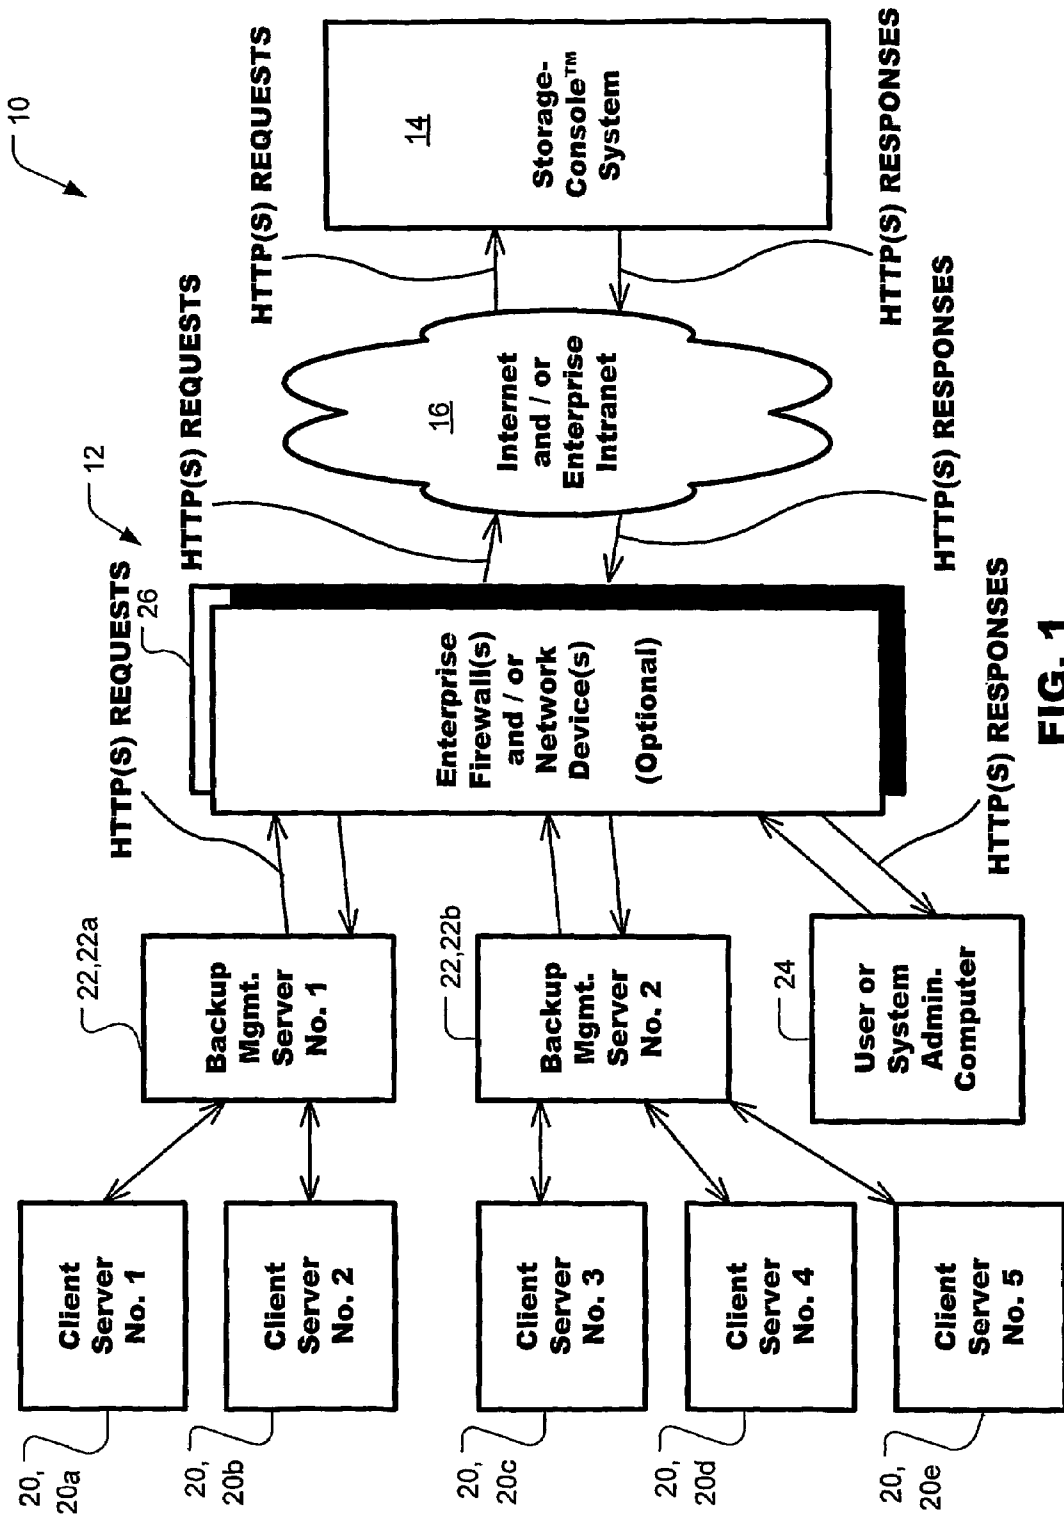 10
12
HTTP(S) REQUESTS
HTTP(S) REQUESTS
HTTP(S) REQUESTS
26
20,
20a
Client
Server
No. 1
22,22a
Backup
Mgmt.
Server
No. 1
20,
20b
Client
Server
No. 2
Enterprise
Firewall(s)
and / or
Network
Device(s)
(Optional)
16
Internet
and / or
Enterprise
Intranet
14
Storage-
Console™
System
20,
20c
Client
Server
No. 3
22,22b
Backup
Mgmt.
Server
No. 2
20,
20d
Client
Server
No. 4
24
User or
System
Admin.
Computer
20,
20e
Client
Server
No. 5
HTTP(S) RESPONSES
HTTP(S) RESPONSES
HTTP(S) RESPONSES
FIG. 1